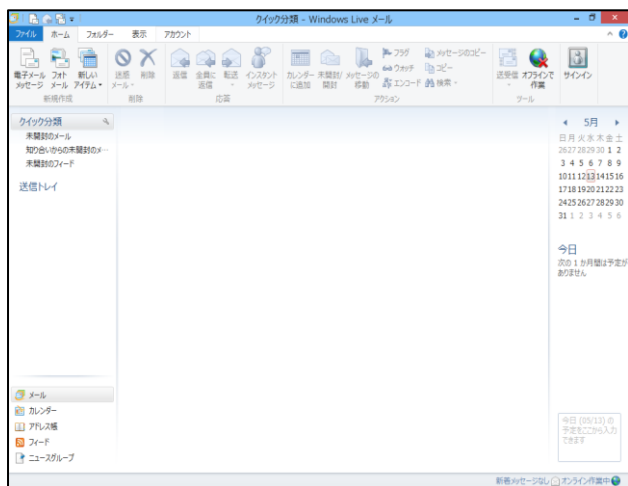 クイック分類 - Windows Live メール
ファイル ホーム フォルダー 表示 アカウント
電子メール メッセージ
フォト メール
新しい アイテム
新規作成
迷惑 メール
削除
削除
返信
全員に 返信
転送
インスタント メッセージ
応答
カレンダー に追加
未開封/ 開封
メッセージの 移動
フラグ
ウォッチ
エンコード
メッセージのコピー
コピー
検索
アクション
送受信
オフラインで 作業
ツール
サインイン
クイック分類
未開封のメール
知り合いからの未開封のメ…
未開封のフィード
送信トレイ
メール
カレンダー
アドレス帳
フィード
ニュースグループ
5月
日 月 火 水 木 金 土
26 27 28 29 30 1 2
3 4 5 6 7 8 9
10 11 12 13 14 15 16
17 18 19 20 21 22 23
24 25 26 27 28 29 30
31 1 2 3 4 5 6
今日
次の 1 か月間は予定が
ありません
今日 (05/13) の
予定をここから入力
できます
新着メッセージなし オンライン作業中